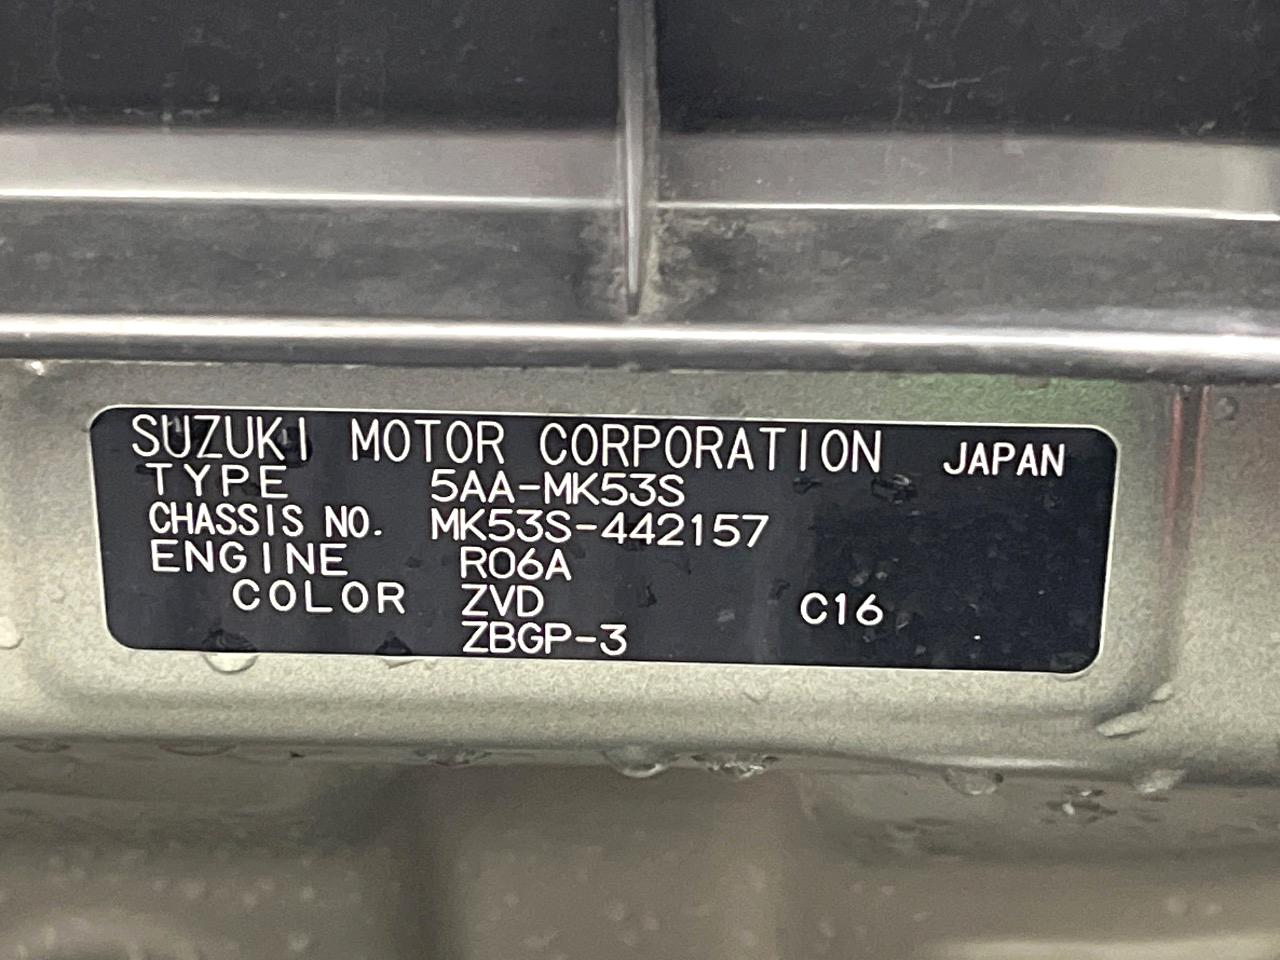 SUZUKI MOTOR CORPORATION JAPAN
TYPE 5AA-MK53S
CHASSIS NO. MK53S-442157
ENGINE R06A
COLOR ZVD C16
ZBGP-3